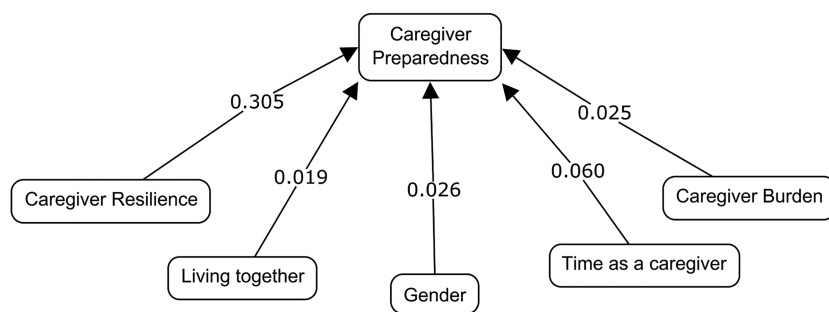 Caregiver
Preparedness
0.305
0.025
0.019
0.060
0.026
Caregiver Resilience
Caregiver Burden
Living together
Time as a caregiver
Gender